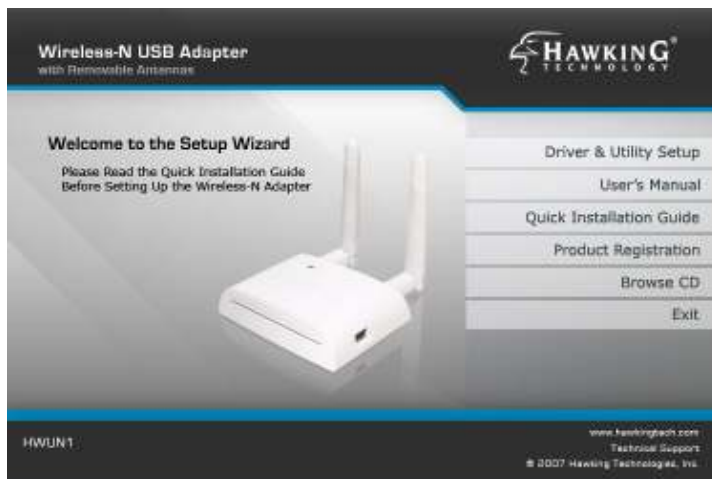 Wireless-N USB Adapter
with Removable Antennas
HAWKING®
TECHNOLOGY
Welcome to the Setup Wizard
Please Read the Quick Installation Guide
Before Setting Up the Wireless-N Adapter
Driver & Utility Setup
User's Manual
Quick Installation Guide
Product Registration
Browse CD
Exit
HWUN1
www.hawkingtech.com
Technical Support
© 2007 Hawking Technologies, Inc.